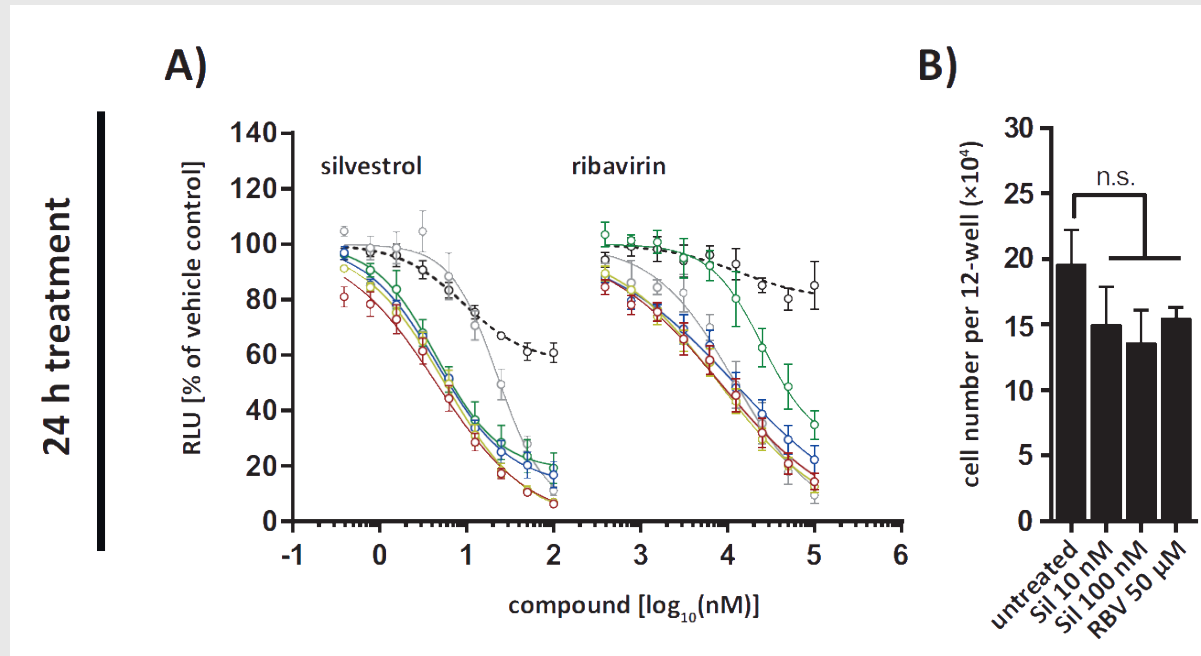 A)
B)
24 h treatment
RLU [% of vehicle control]
140
120
100
80
60
40
20
0
silvestrol
ribavirin
-1
0
1
2
3
4
5
6
compound [log₁₀(nM)]
cell number per 12-well (×10⁴)
30
25
20
15
10
5
0
n.s.
untreated
Sil 10 nM
Sil 100 nM
RBV 50 µM